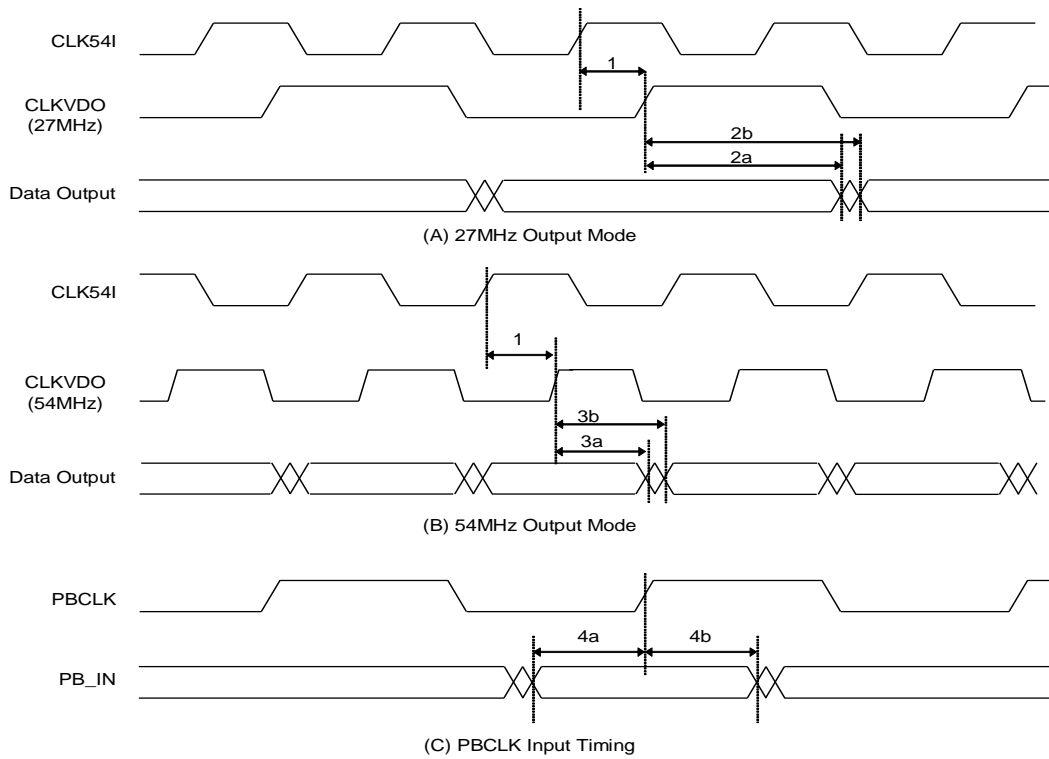 CLK54I
1
CLKVDO
(27MHz)
2b
2a
Data Output
(A) 27MHz Output Mode
CLK54I
1
CLKVDO
(54MHz)
3b
3a
Data Output
(B) 54MHz Output Mode
PBCLK
4a
4b
PB_IN
(C) PBCLK Input Timing